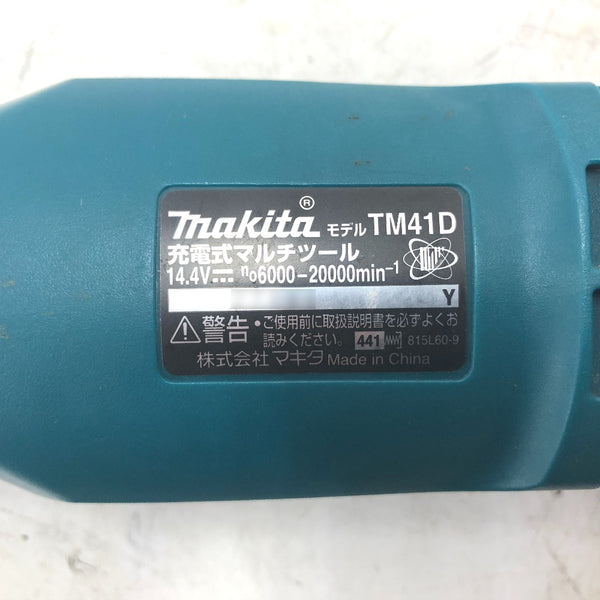 makita® モデル TM41D
充電式マルチツール
14.4V⎓ n₀6000-20000min⁻¹
Y
⚠警告 •ご使用前に取扱説明書を必ずよくお
読みください。 441 815L60-9
株式会社マキタ Made in China